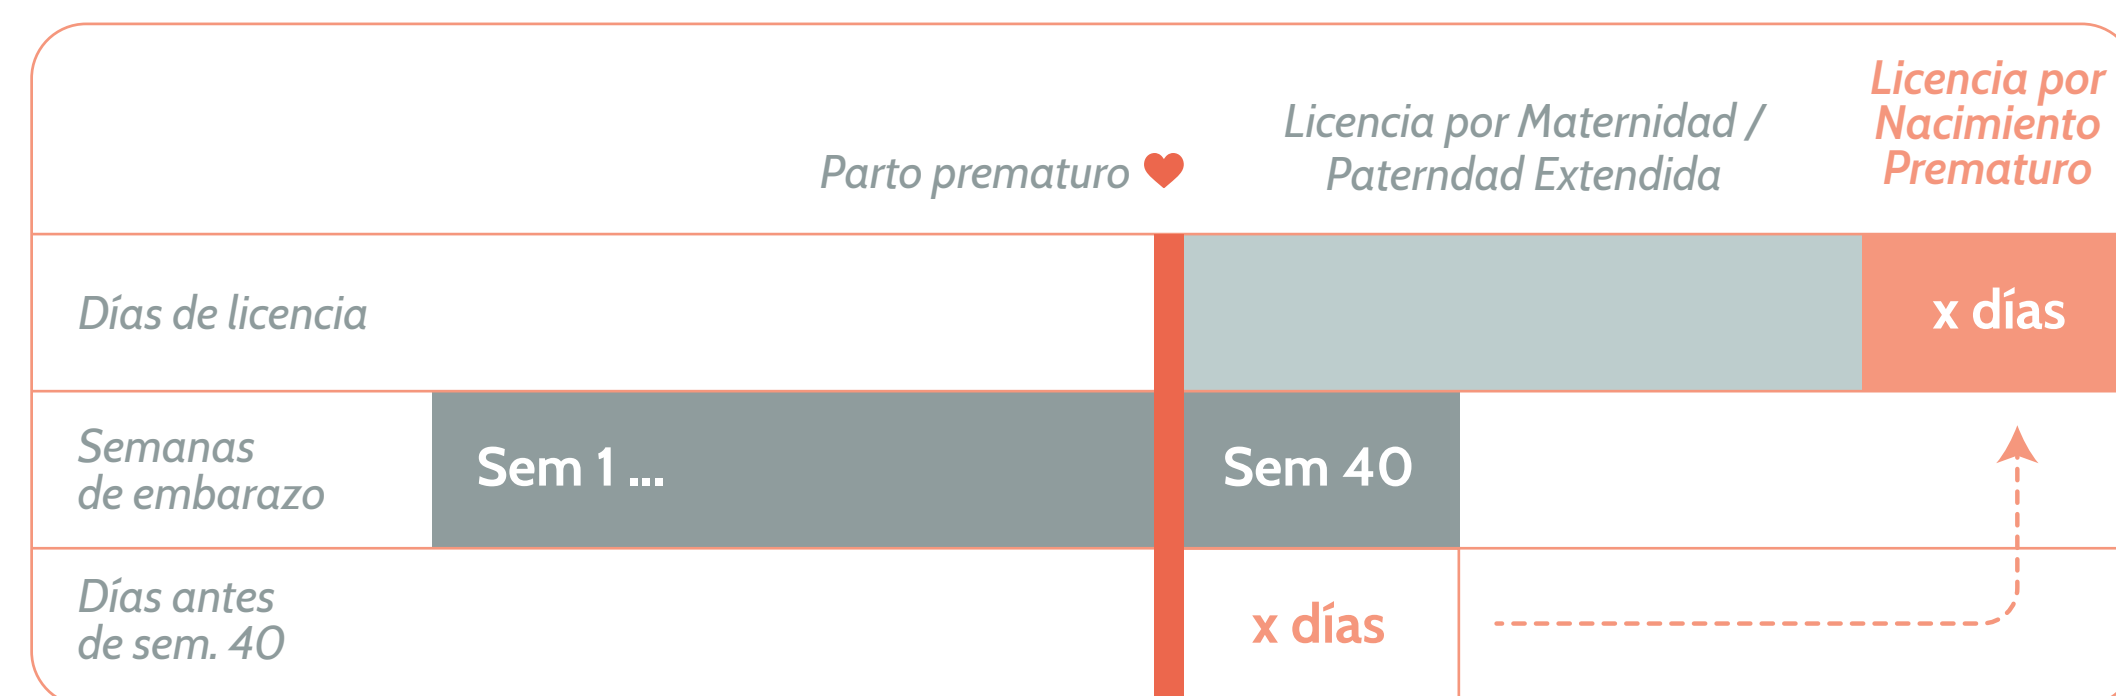 Licencia por
Nacimiento
Prematuro
Licencia por Maternidad /
Paterndad Extendida
Parto prematuro
Días de licencia
x días
Semanas
de embarazo
Sem 1 ...
Sem 40
Días antes
de sem. 40
x días